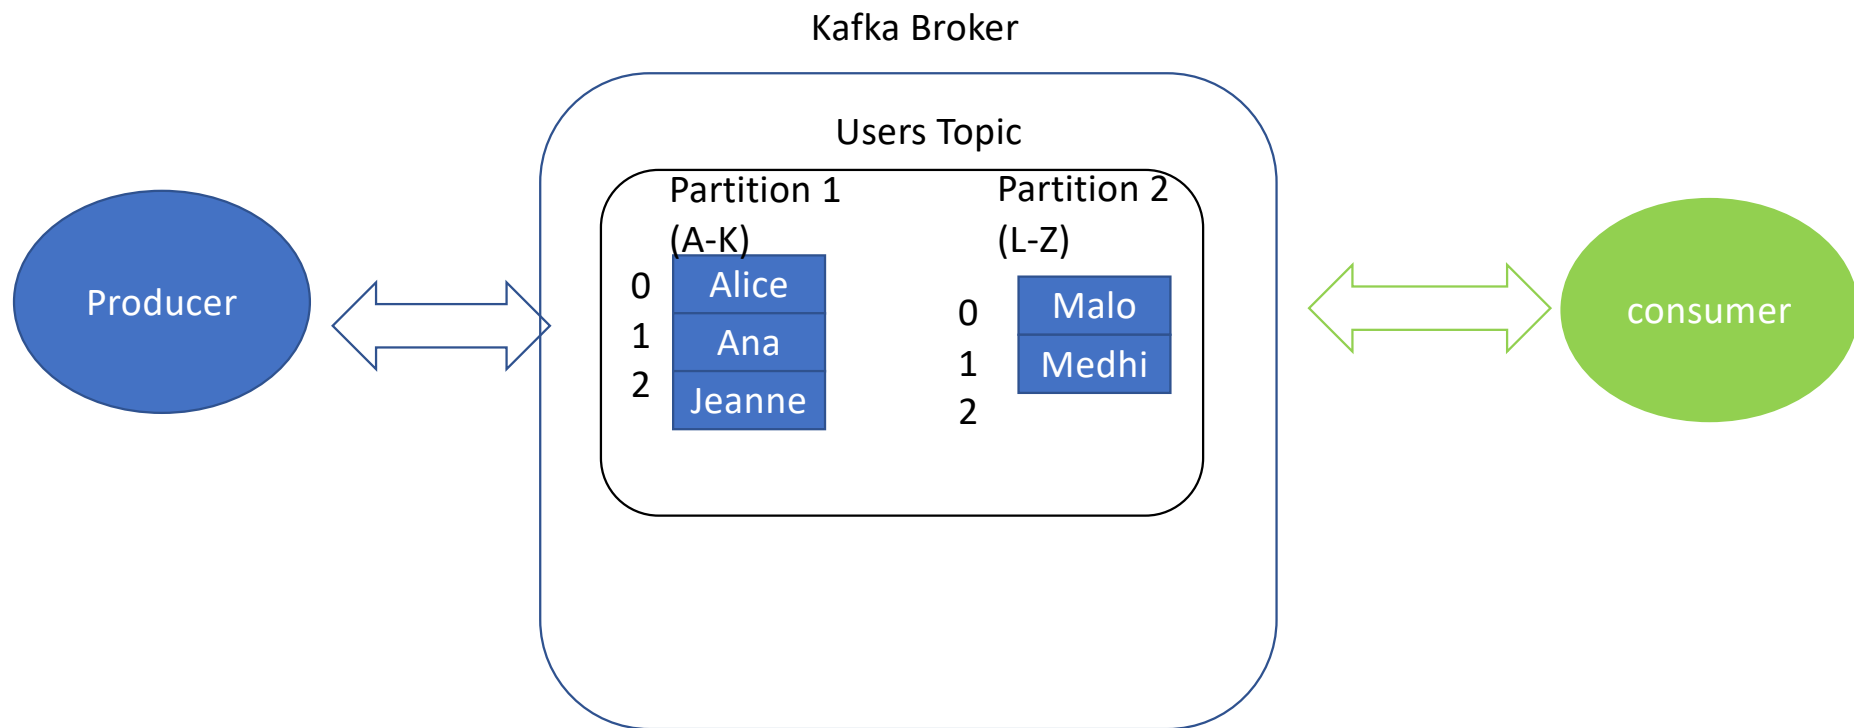 Kafka Broker
Users Topic
Partition 1
(A-K)
Partition 2
(L-Z)
Producer
0
1
2
Alice
Ana
Jeanne
0
1
2
Malo
Medhi
consumer